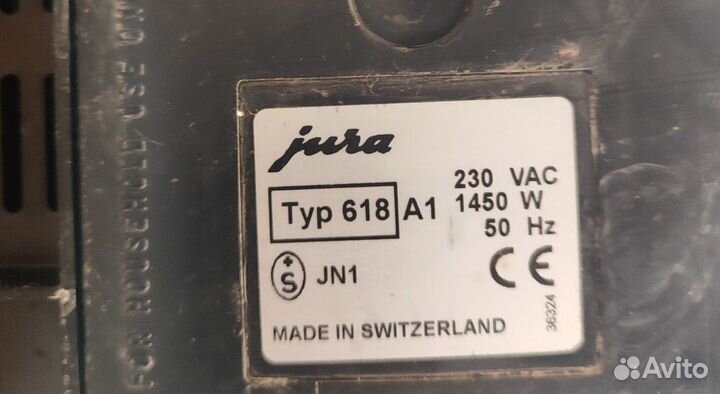 FOR HOUSEHOLD USE ON
jura
Typ 618 A1
230 VAC
1450 W
50 Hz
S JN1
CE
36324
MADE IN SWITZERLAND
Avito